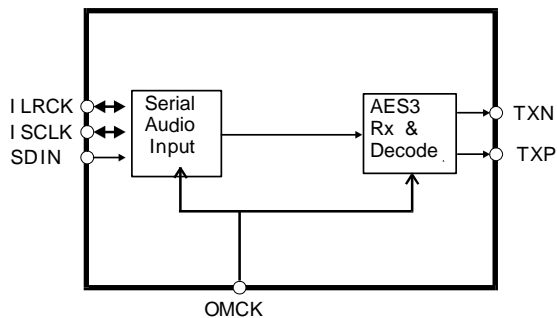 ILRCK
ISCLK
SDIN
Serial
Audio
Input
AES3
Rx &
Decode
TXN
TXP
OMCK